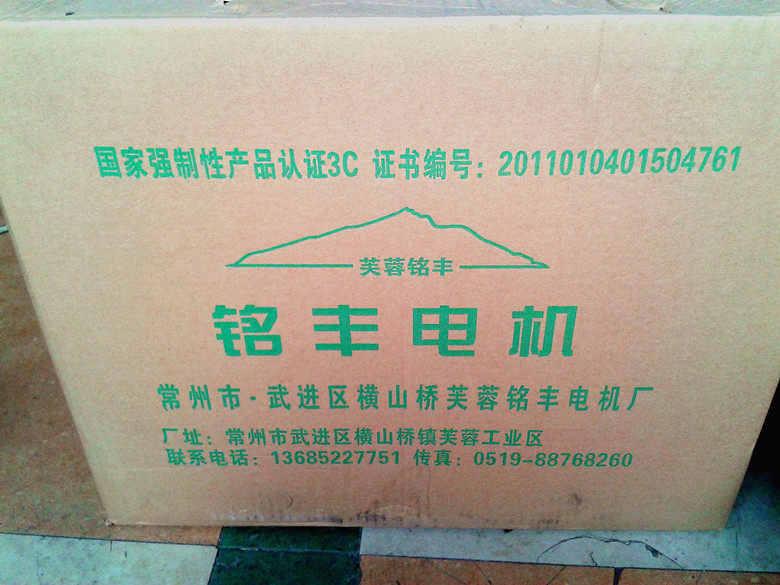 国家强制性产品认证3C 证书编号：2011010401504761
芙蓉铭丰
铭丰电机
常州市·武进区横山桥芙蓉铭丰电机厂
厂址：常州市武进区横山桥镇芙蓉工业区
联系电话：13685227751 传真：0519-88768260